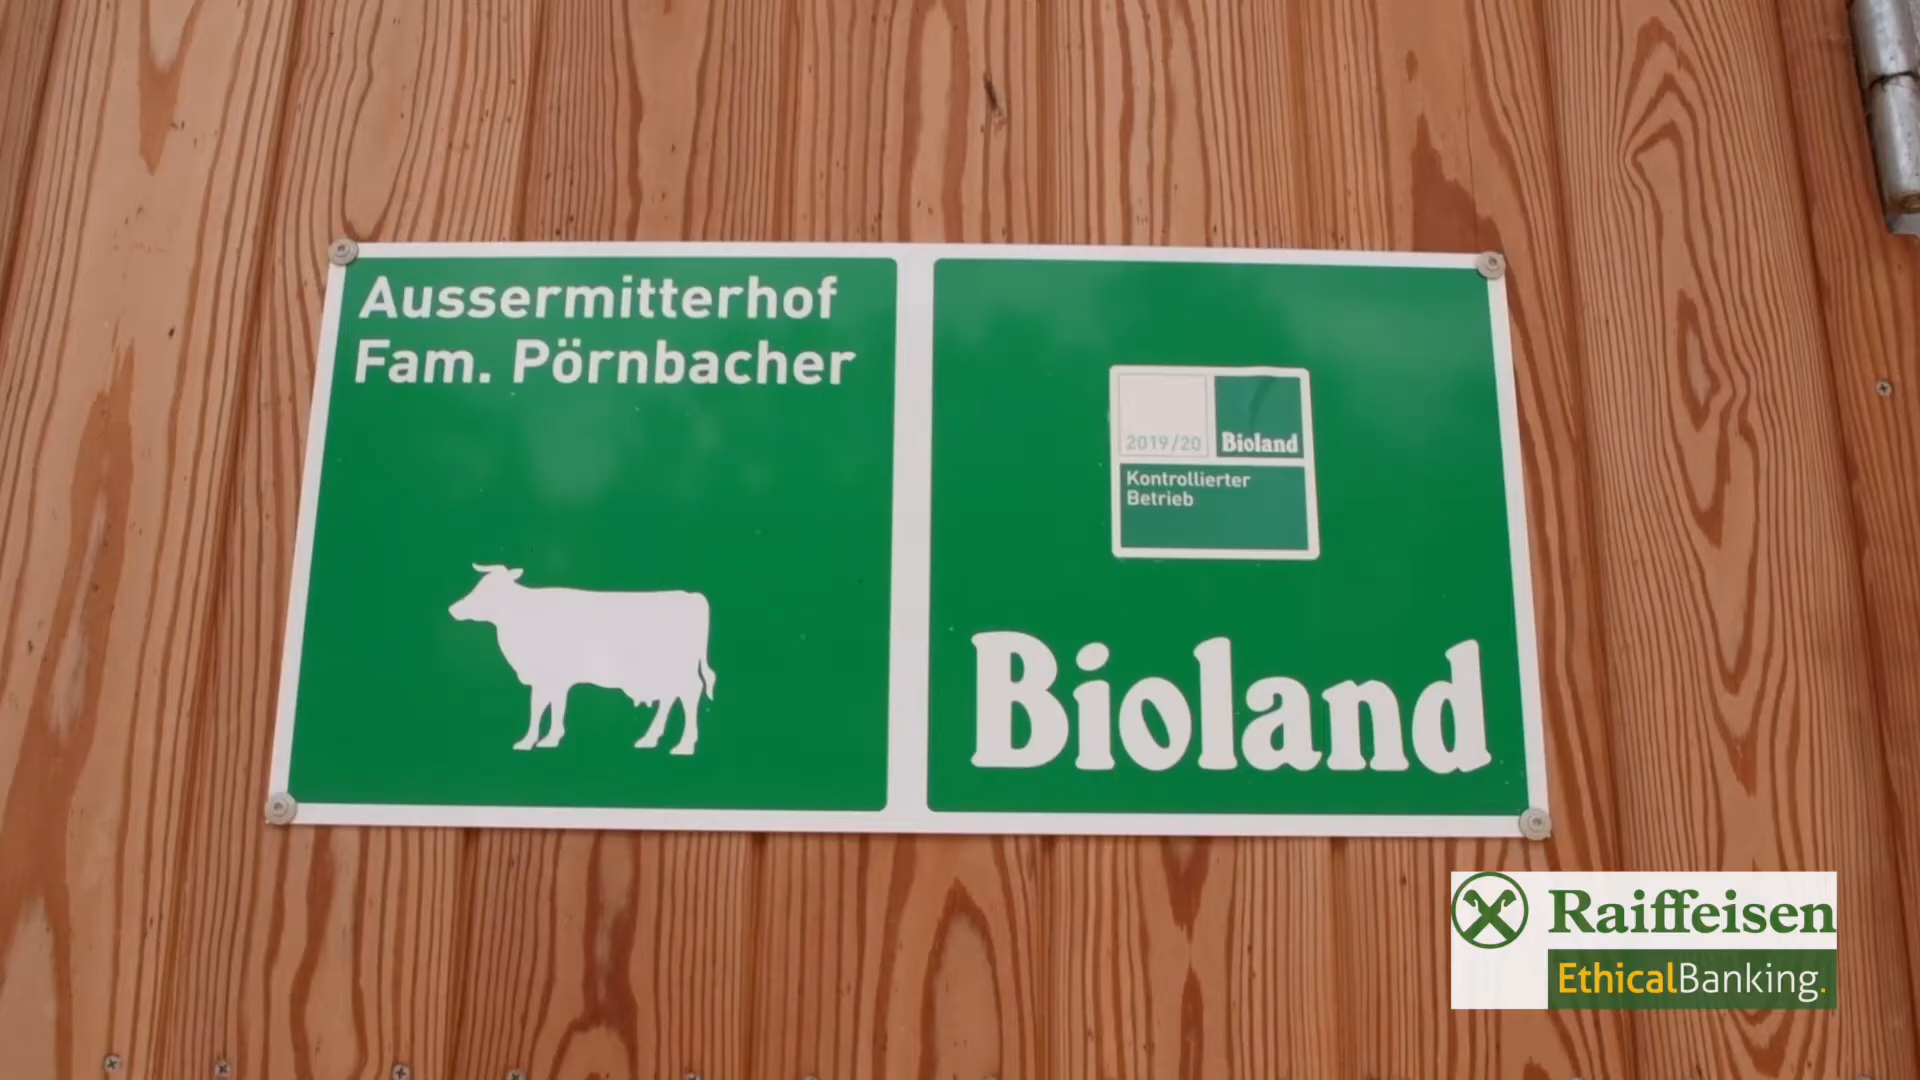 Aussermitterhof
Fam. Pörnbacher
2019/20
Bioland
Kontrollierter
Betrieb
Bioland
Raiffeisen
EthicalBanking.